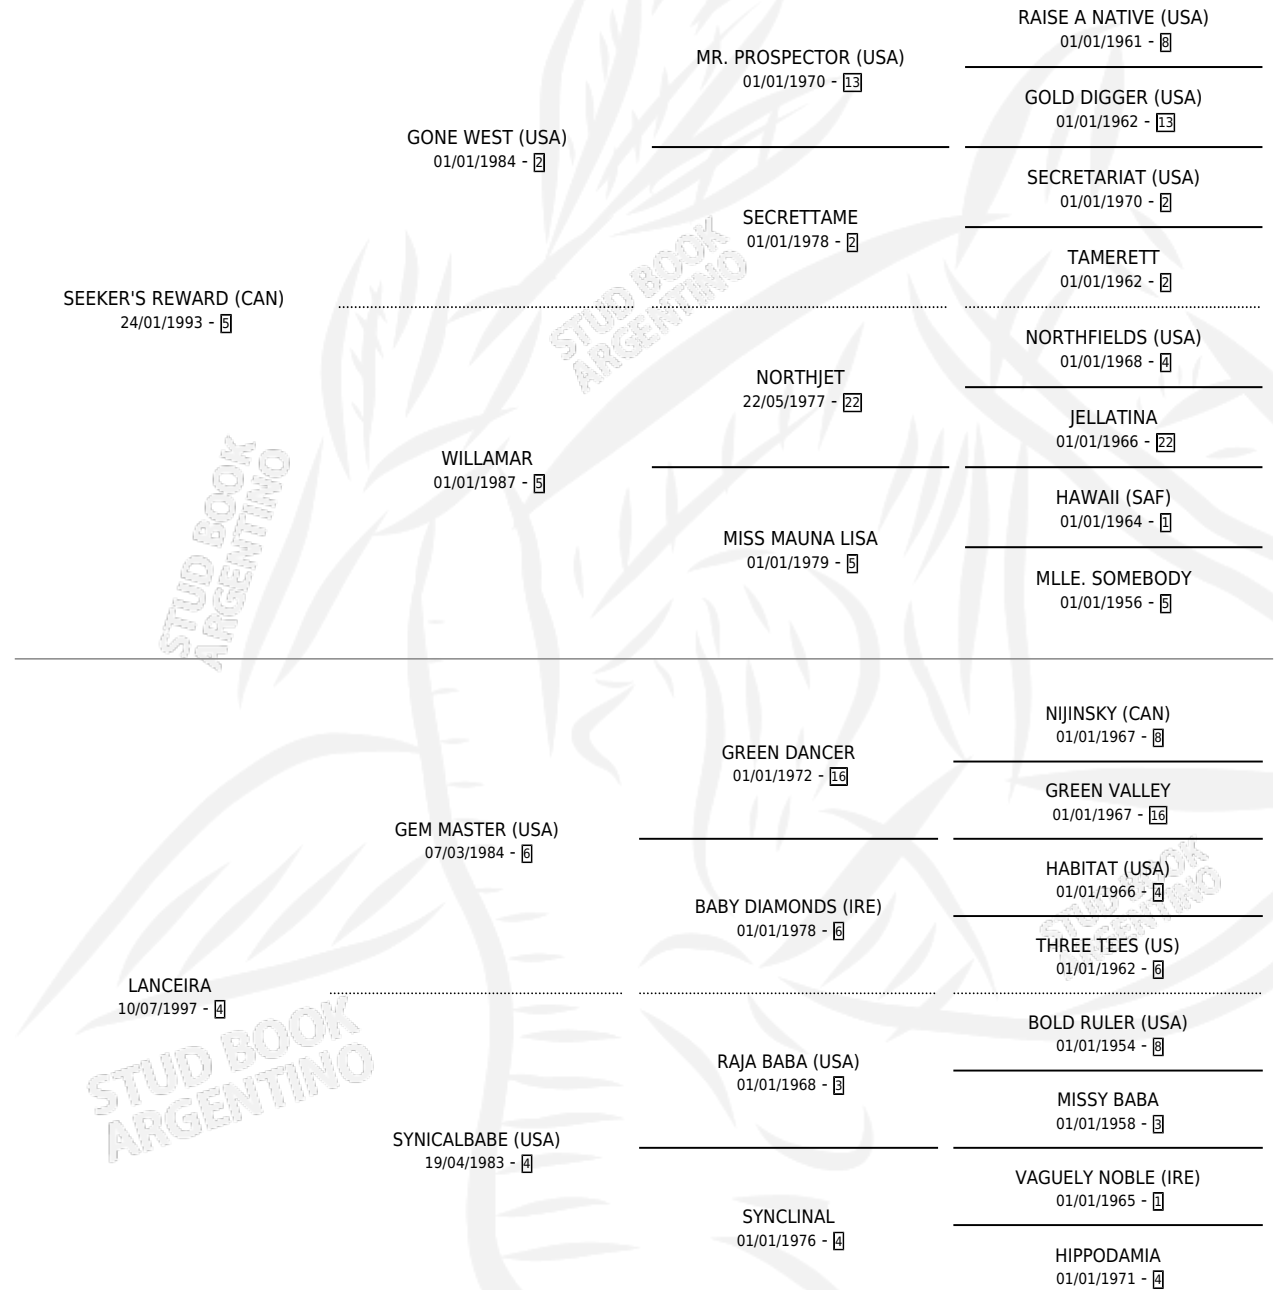 RAISE A NATIVE (USA)
01/01/1961 - 8
MR. PROSPECTOR (USA)
01/01/1970 - 13
GOLD DIGGER (USA)
01/01/1962 - 13
GONE WEST (USA)
01/01/1984 - 2
SECRETARIAT (USA)
01/01/1970 - 2
SECRETTAME
01/01/1978 - 2
TAMERETT
01/01/1962 - 2
SEEKER'S REWARD (CAN)
24/01/1993 - 5
NORTHFIELDS (USA)
01/01/1968 - 4
NORTHJET
22/05/1977 - 22
JELLATINA
01/01/1966 - 22
WILLAMAR
01/01/1987 - 5
HAWAII (SAF)
01/01/1964 - 1
MISS MAUNA LISA
01/01/1979 - 5
MLLE. SOMEBODY
01/01/1956 - 5
NIJINSKY (CAN)
01/01/1967 - 8
GREEN DANCER
01/01/1972 - 16
GREEN VALLEY
01/01/1967 - 16
GEM MASTER (USA)
07/03/1984 - 6
HABITAT (USA)
01/01/1966 - 4
BABY DIAMONDS (IRE)
01/01/1978 - 6
THREE TEES (US)
01/01/1962 - 6
LANCEIRA
10/07/1997 - 4
BOLD RULER (USA)
01/01/1954 - 8
RAJA BABA (USA)
01/01/1968 - 3
MISSY BABA
01/01/1958 - 3
SYNICALBABE (USA)
19/04/1983 - 4
VAGUELY NOBLE (IRE)
01/01/1965 - 1
SYNCLINAL
01/01/1976 - 4
HIPPODAMIA
01/01/1971 - 4
STUD BOOK
ARGENTINO
STUD BOOK
ARGENTINO
STUD BOOK
ARGENTINO
STUD BOOK
ARGENTINO